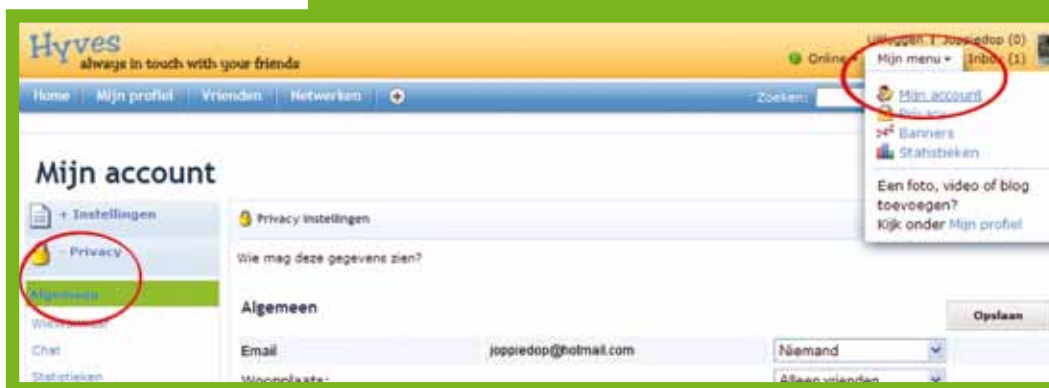 Hyves
always in touch with your friends
Uitloggen | Joppiedop (0)
Online Mijn menu Inbox (1)
Home Mijn profiel Vrienden Netwerken
Zoeken:
Mijn account
Privacy
Banners
Statistieken
Een foto, video of blog
toevoegen?
Kijk onder Mijn profiel
Mijn account
+ Instellingen
- Privacy
Algemeen
Chat
Statistieken
Privacy instellingen
Wie mag deze gegevens zien?
Algemeen
Opslaan
Email joppiedop@hotmail.com Niemand
Woonplaats: Alleen vrienden